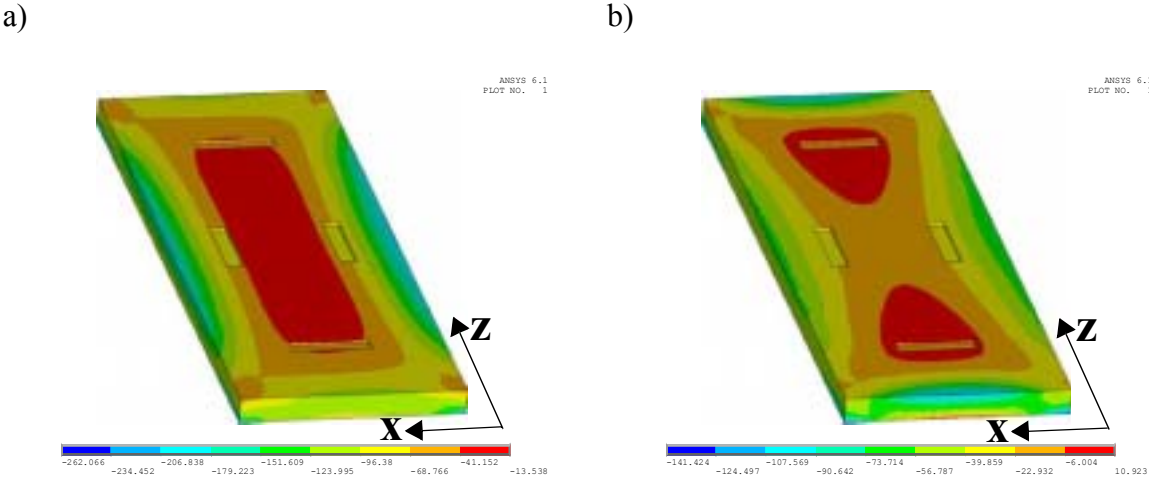 a)
b)
ANSYS 6.1
PLOT NO. 1
ANSYS 6.
PLOT NO.
Z
X
Z
X
-262.066 -206.838 -151.609 -96.38 -41.152
-234.452 -179.223 -123.995 -68.766 -13.538
-141.424 -107.569 -73.714 -39.859 -6.004
-124.497 -90.642 -56.787 -22.932 10.923